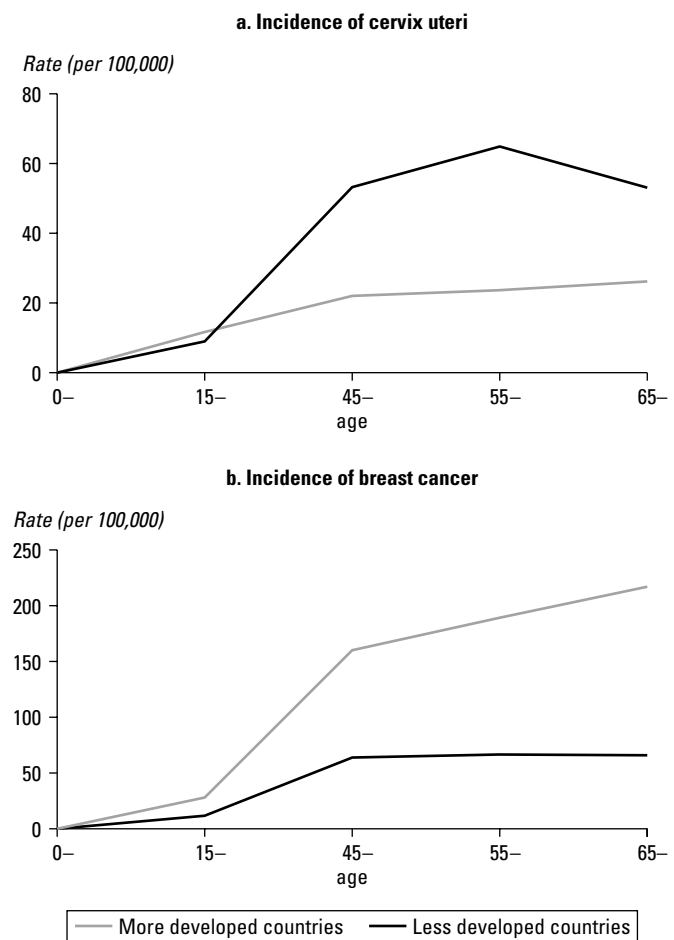 a. Incidence of cervix uteri
Rate (per 100,000)
80
60
40
20
0
0– 15– 45– 55– 65–
age
b. Incidence of breast cancer
Rate (per 100,000)
250
200
150
100
50
0
0– 15– 45– 55– 65–
age
More developed countries Less developed countries